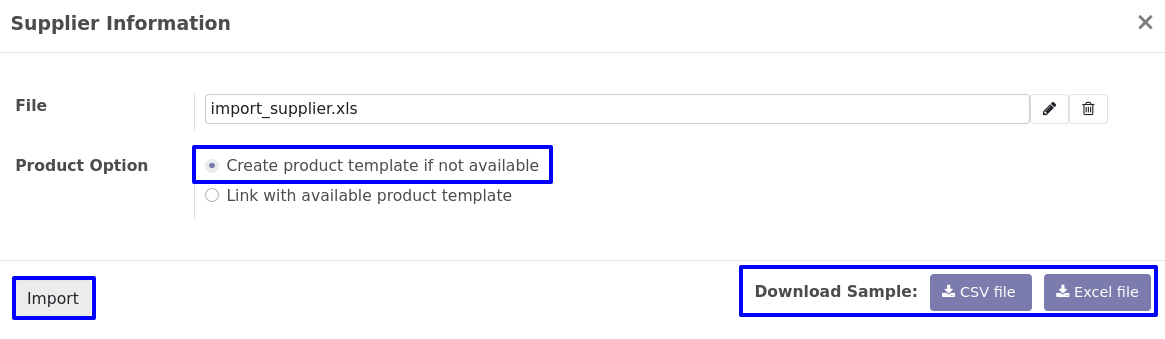 Supplier Information
File
import_supplier.xls
Product Option
Create product template if not available
Link with available product template
Import
Download Sample:
CSV file
Excel file